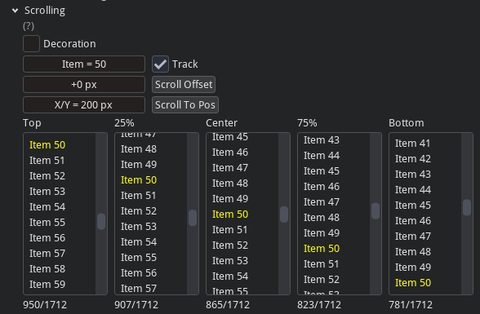 Scrolling
(?)
Decoration
Item = 50 Track
+0 px Scroll Offset
X/Y = 200 px Scroll To Pos
Top 25% Center 75% Bottom
Item 50
Item 51
Item 52
Item 53
Item 54
Item 55
Item 56
Item 57
Item 58
Item 59
Item 47
Item 48
Item 49
Item 50
Item 51
Item 52
Item 53
Item 54
Item 55
Item 56
Item 57
Item 45
Item 46
Item 47
Item 48
Item 49
Item 50
Item 51
Item 52
Item 53
Item 54
Item 55
Item 43
Item 44
Item 45
Item 46
Item 47
Item 48
Item 49
Item 50
Item 51
Item 52
Item 41
Item 42
Item 43
Item 44
Item 45
Item 46
Item 47
Item 48
Item 49
Item 50
950/1712 907/1712 865/1712 823/1712 781/1712